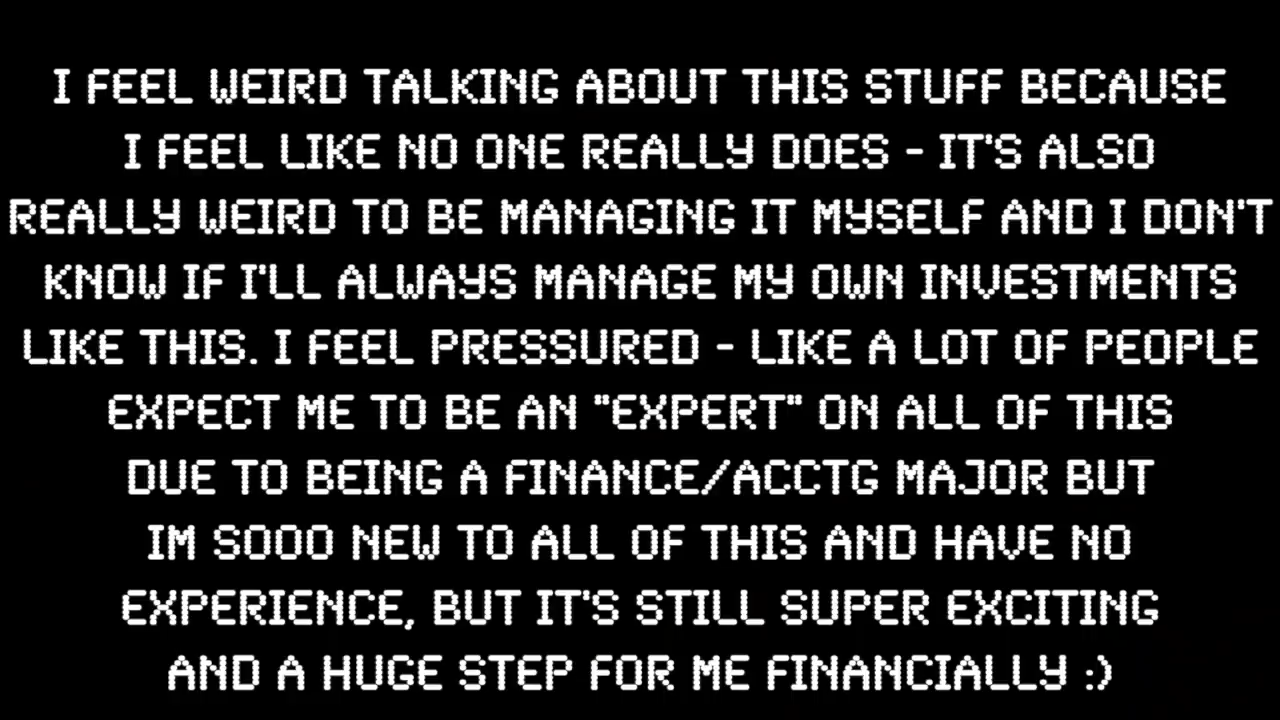 I FEEL WEIRD TALKING ABOUT THIS STUFF BECAUSE
I FEEL LIKE NO ONE REALLY DOES - IT'S ALSO
REALLY WEIRD TO BE MANAGING IT MYSELF AND I DON'T
KNOW IF I'LL ALWAYS MANAGE MY OWN INVESTMENTS
LIKE THIS. I FEEL PRESSURED - LIKE A LOT OF PEOPLE
EXPECT ME TO BE AN "EXPERT" ON ALL OF THIS
DUE TO BEING A FINANCE/ACCTG MAJOR BUT
IM SOOO NEW TO ALL OF THIS AND HAVE NO
EXPERIENCE, BUT IT'S STILL SUPER EXCITING
AND A HUGE STEP FOR ME FINANCIALLY :)